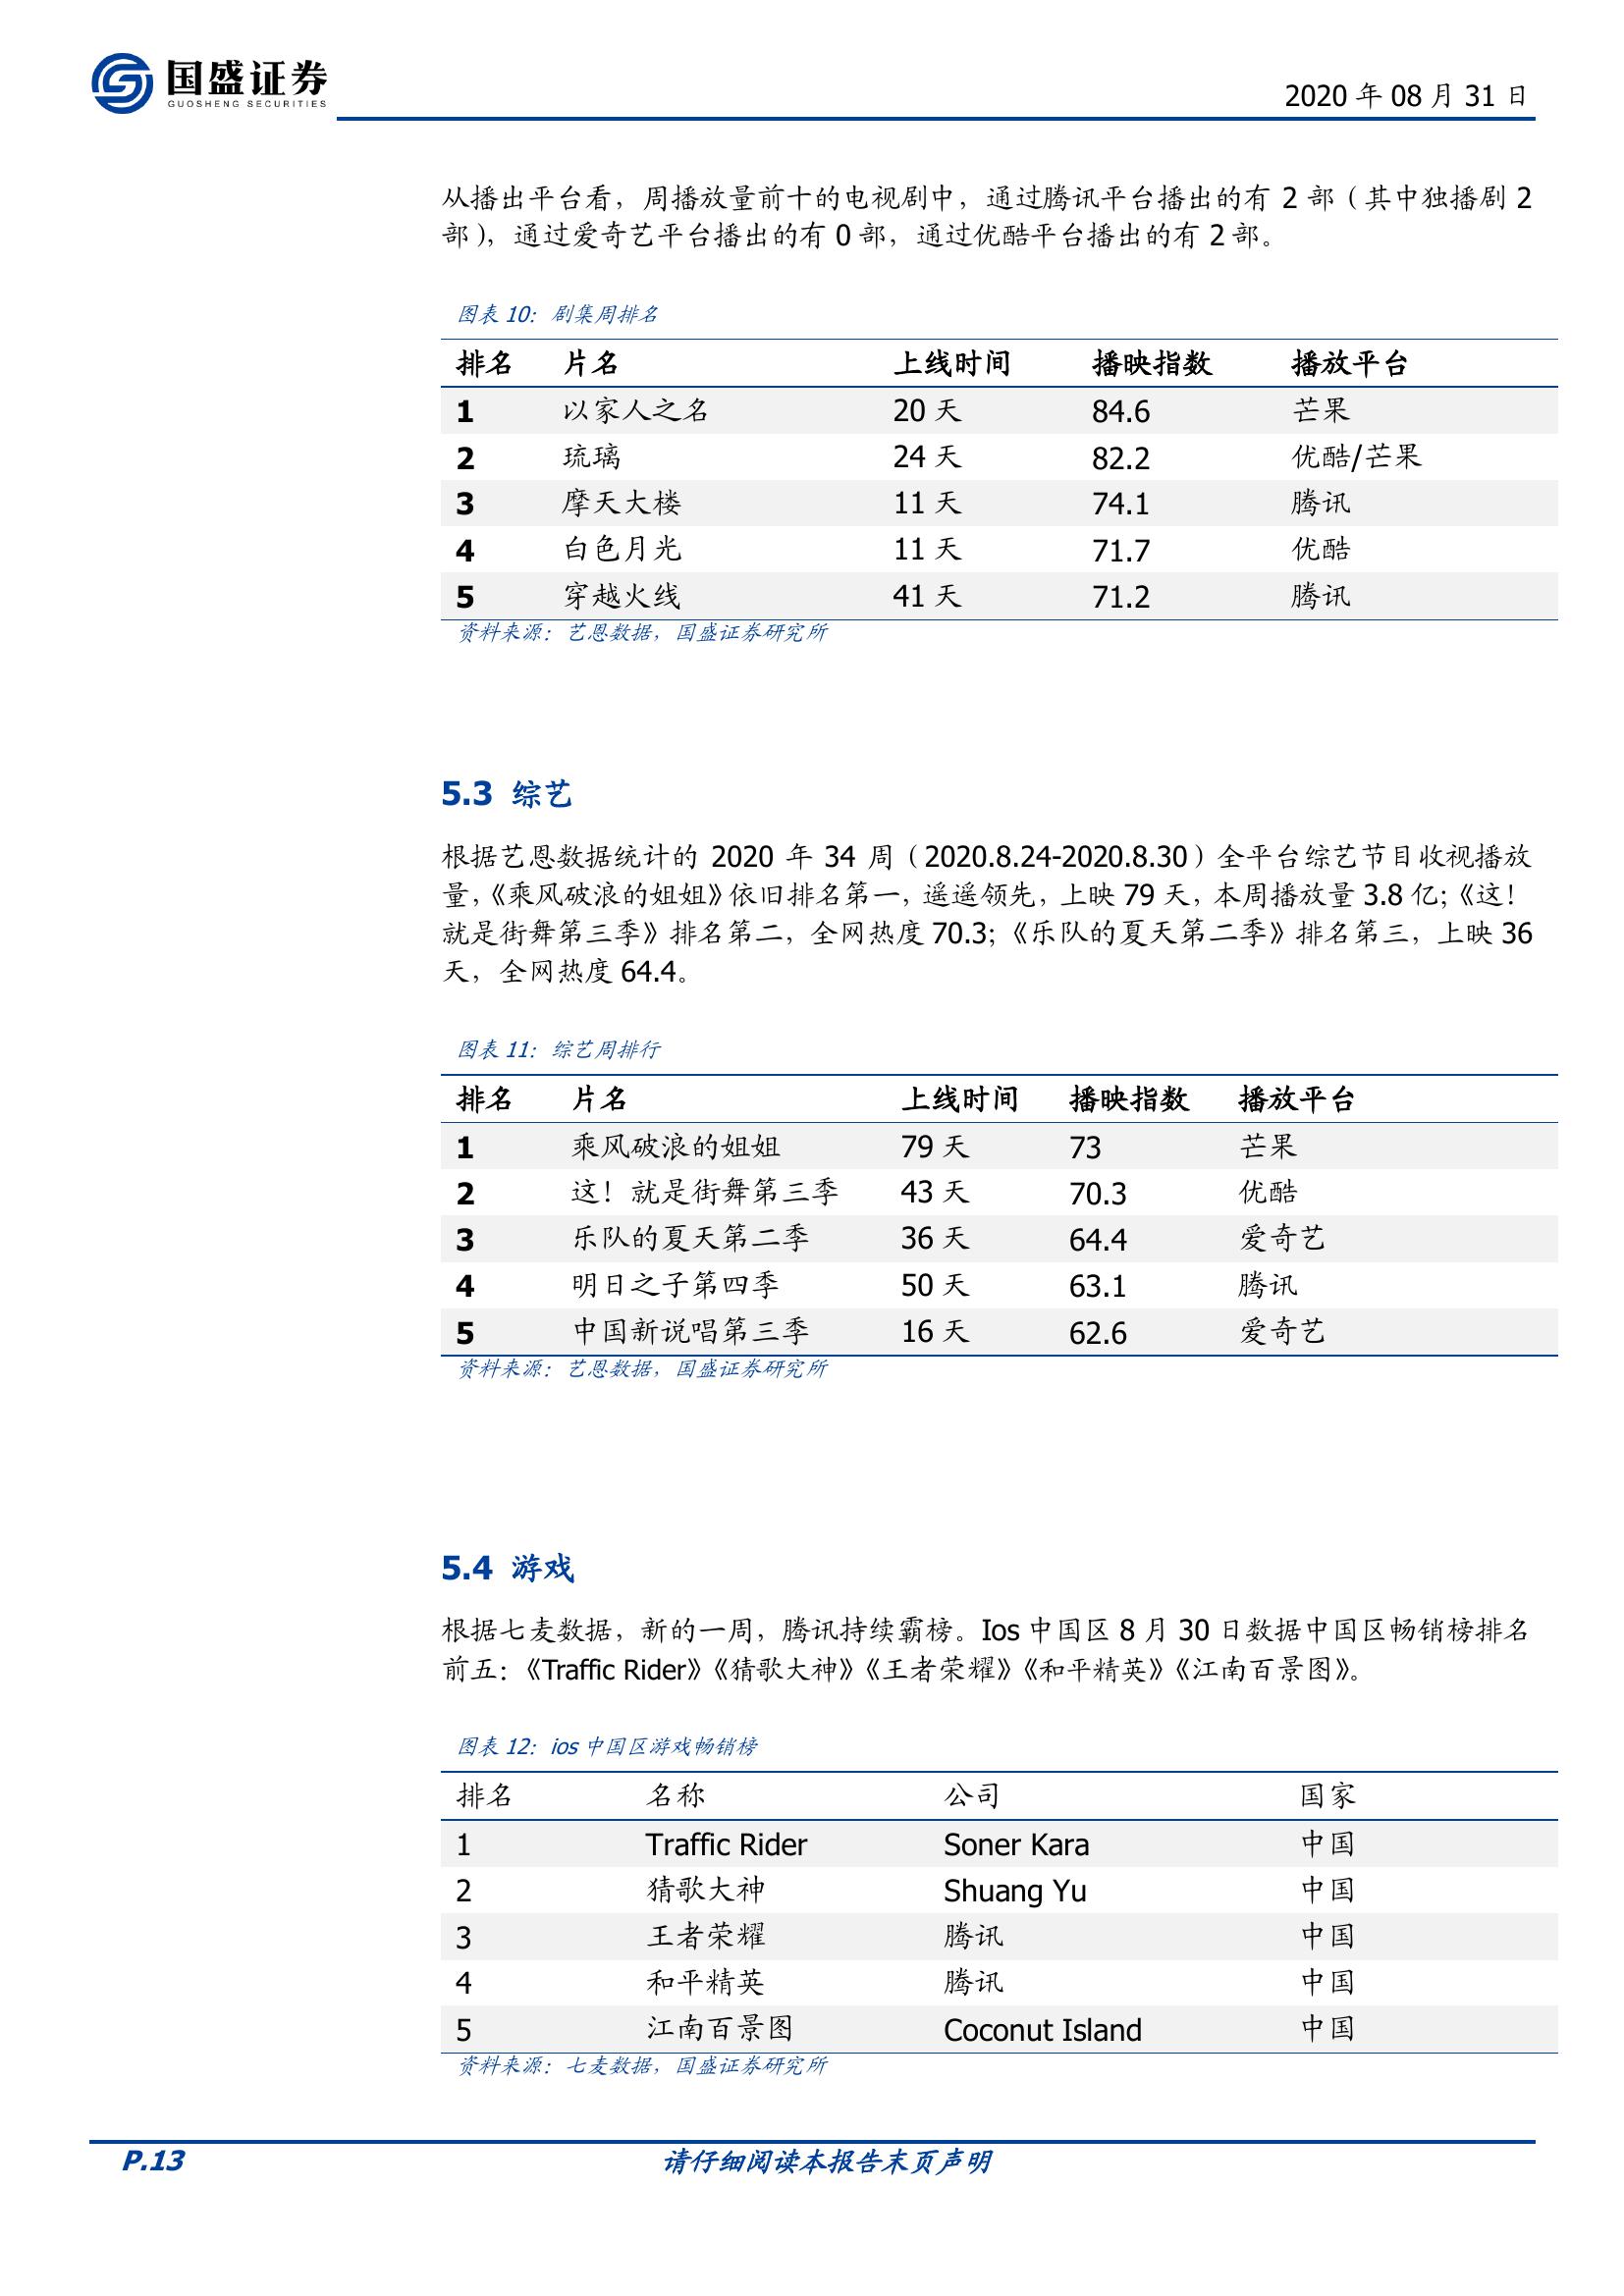 国盛证券
GUOSHENG SECURITIES
2020 年 08 月 31 日
从播出平台看，周播放量前十的电视剧中，通过腾讯平台播出的有 2 部（其中独播剧 2
部），通过爱奇艺平台播出的有 0 部，通过优酷平台播出的有 2 部。
图表 10：剧集周排名
排名 片名 上线时间 播映指数 播放平台
1 以家人之名 20 天 84.6 芒果
2 琉璃 24 天 82.2 优酷/芒果
3 摩天大楼 11 天 74.1 腾讯
4 白色月光 11 天 71.7 优酷
5 穿越火线 41 天 71.2 腾讯
资料来源：艺恩数据，国盛证券研究所
5.3 综艺
根据艺恩数据统计的 2020 年 34 周（2020.8.24-2020.8.30）全平台综艺节目收视播放
量，《乘风破浪的姐姐》依旧排名第一，遥遥领先，上映 79 天，本周播放量 3.8 亿；《这！
就是街舞第三季》排名第二，全网热度 70.3；《乐队的夏天第二季》排名第三，上映 36
天，全网热度 64.4。
图表 11：综艺周排行
排名 片名 上线时间 播映指数 播放平台
1 乘风破浪的姐姐 79 天 73 芒果
2 这！就是街舞第三季 43 天 70.3 优酷
3 乐队的夏天第二季 36 天 64.4 爱奇艺
4 明日之子第四季 50 天 63.1 腾讯
5 中国新说唱第三季 16 天 62.6 爱奇艺
资料来源：艺恩数据，国盛证券研究所
5.4 游戏
根据七麦数据，新的一周，腾讯持续霸榜。Ios 中国区 8 月 30 日数据中国区畅销榜排名
前五：《Traffic Rider》《猜歌大神》《王者荣耀》《和平精英》《江南百景图》。
图表 12：ios 中国区游戏畅销榜
排名 名称 公司 国家
1 Traffic Rider Soner Kara 中国
2 猜歌大神 Shuang Yu 中国
3 王者荣耀 腾讯 中国
4 和平精英 腾讯 中国
5 江南百景图 Coconut Island 中国
资料来源：七麦数据，国盛证券研究所
P.13 请仔细阅读本报告末页声明